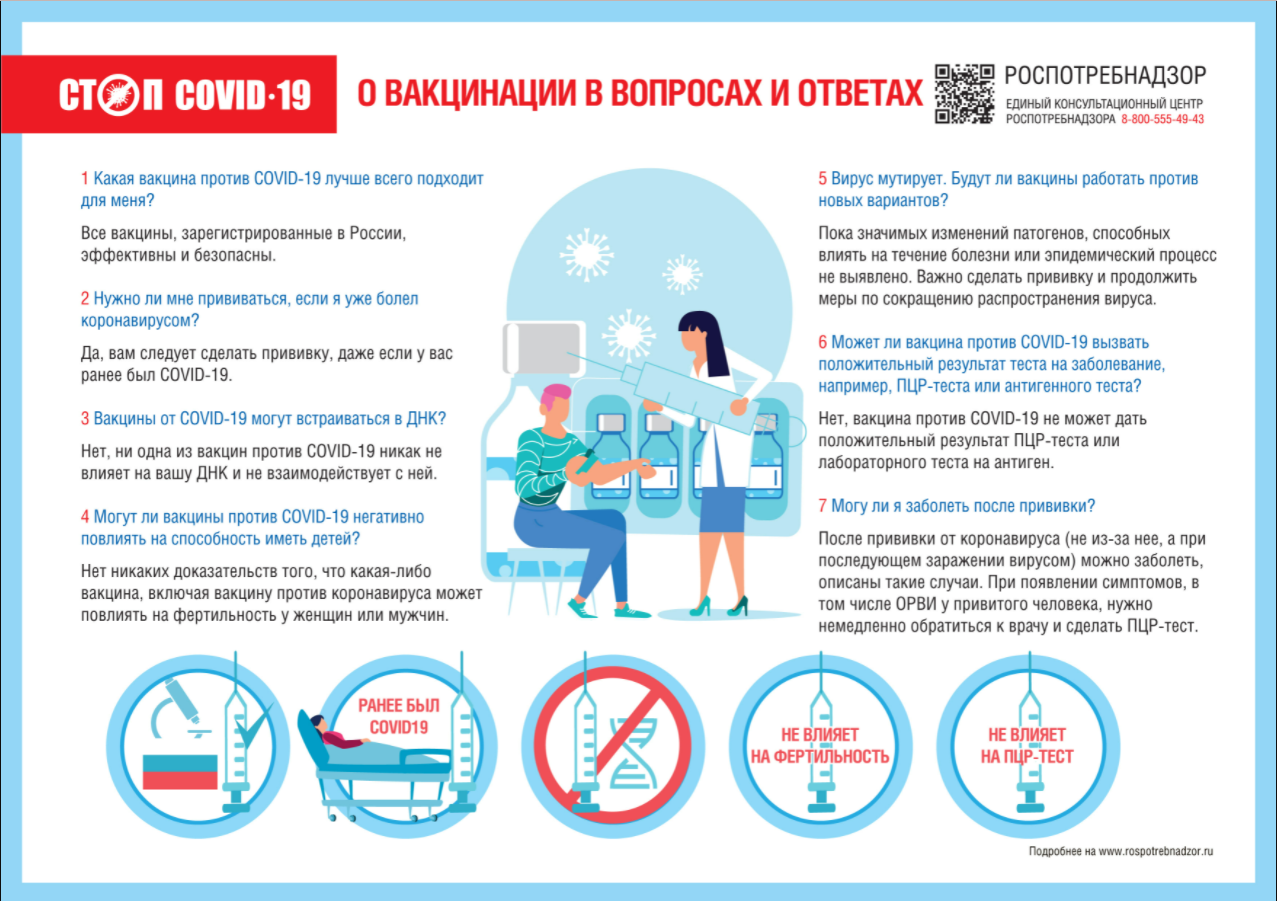 СТОП COVID·19
О ВАКЦИНАЦИИ В ВОПРОСАХ И ОТВЕТАХ
РОСПОТРЕБНАДЗОР
ЕДИНЫЙ КОНСУЛЬТАЦИОННЫЙ ЦЕНТР
РОСПОТРЕБНАДЗОРА 8-800-555-49-43
1 Какая вакцина против COVID-19 лучше всего подходит
для меня?
Все вакцины, зарегистрированные в России,
эффективны и безопасны.
2 Нужно ли мне прививаться, если я уже болел
коронавирусом?
Да, вам следует сделать прививку, даже если у вас
ранее был COVID-19.
3 Вакцины от COVID-19 могут встраиваться в ДНК?
Нет, ни одна из вакцин против COVID-19 никак не
влияет на вашу ДНК и не взаимодействует с ней.
4 Могут ли вакцины против COVID-19 негативно
повлиять на способность иметь детей?
Нет никаких доказательств того, что какая-либо
вакцина, включая вакцину против коронавируса может
повлиять на фертильность у женщин или мужчин.
5 Вирус мутирует. Будут ли вакцины работать против
новых вариантов?
Пока значимых изменений патогенов, способных
влиять на течение болезни или эпидемический процесс
не выявлено. Важно сделать прививку и продолжить
меры по сокращению распространения вируса.
6 Может ли вакцина против COVID-19 вызвать
положительный результат теста на заболевание,
например, ПЦР-теста или антигенного теста?
Нет, вакцина против COVID-19 не может дать
положительный результат ПЦР-теста или
лабораторного теста на антиген.
7 Могу ли я заболеть после прививки?
После прививки от коронавируса (не из-за нее, а при
последующем заражении вирусом) можно заболеть,
описаны такие случаи. При появлении симптомов, в
том числе ОРВИ у привитого человека, нужно
немедленно обратиться к врачу и сделать ПЦР-тест.
РАНЕЕ БЫЛ
COVID19
НЕ ВЛИЯЕТ
НА ФЕРТИЛЬНОСТЬ
НЕ ВЛИЯЕТ
НА ПЦР-ТЕСТ
Подробнее на www.rospotrebnadzor.ru